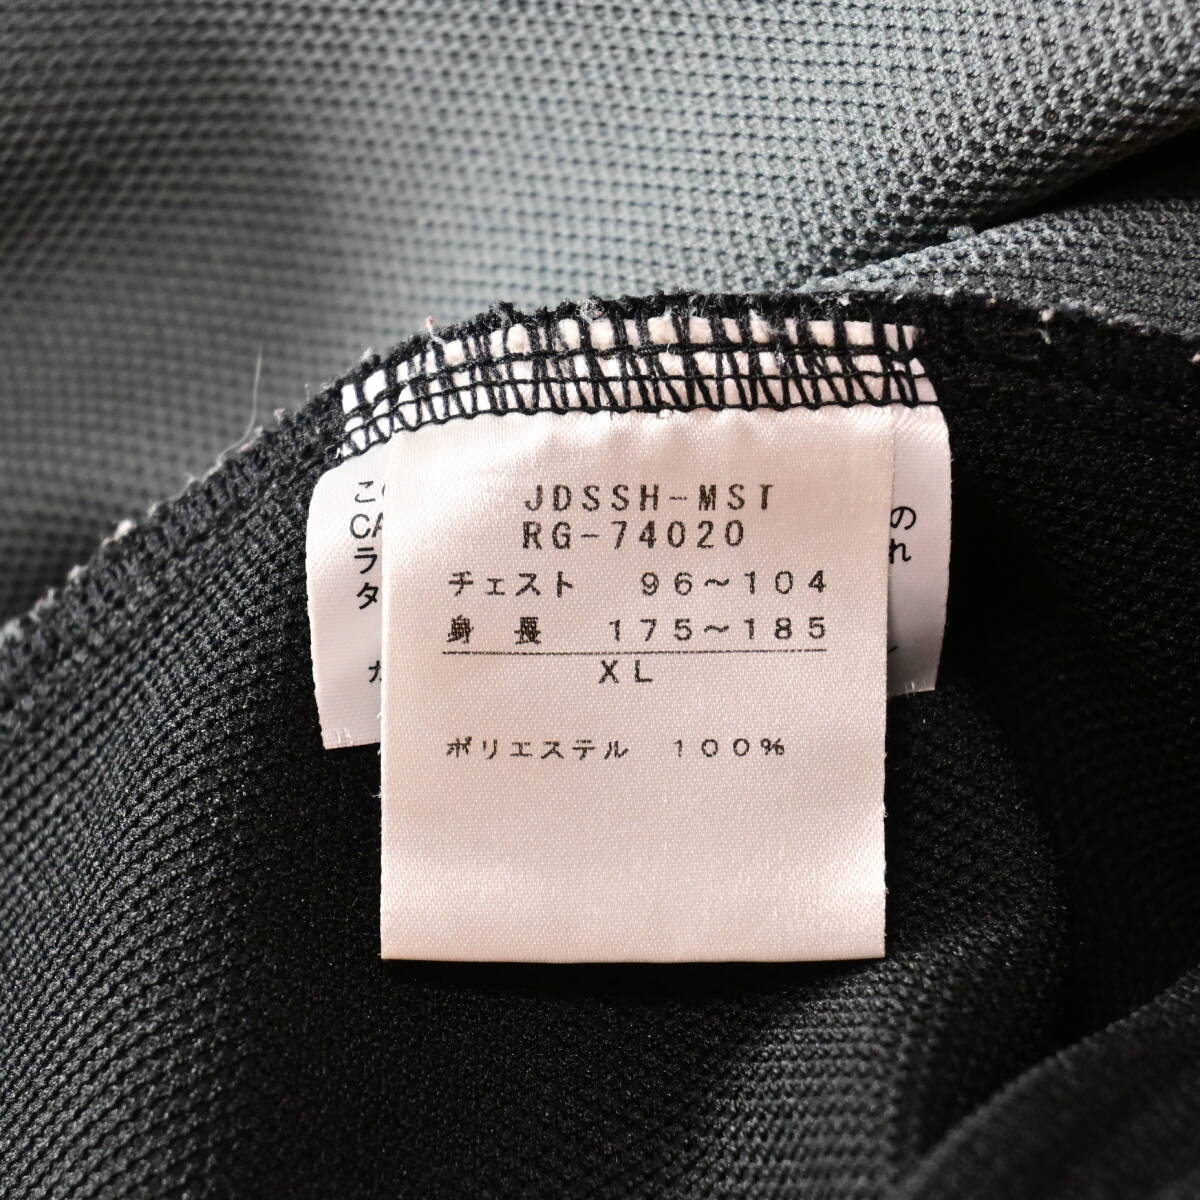 JDSSH-MST
RG-74020
チェスト 96~104
身長 175~185
XL
ポリエステル 100%
こ
CA
ラ
タ
の
れ